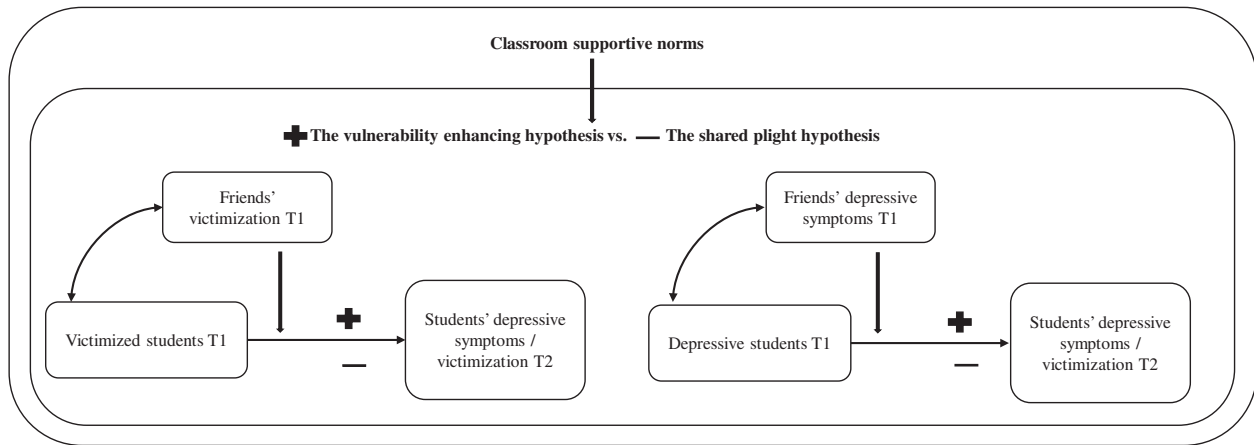 Classroom supportive norms
+ The vulnerability enhancing hypothesis vs. — The shared plight hypothesis
Friends’
victimization T1
Friends’ depressive
symptoms T1
Victimized students T1
+
—
Students’ depressive
symptoms /
victimization T2
Depressive students T1
+
—
Students’ depressive
symptoms /
victimization T2